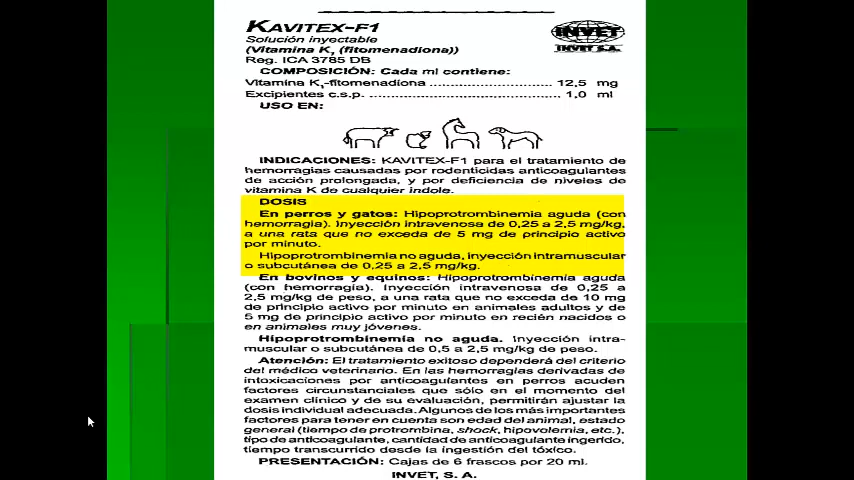 KAVITEX-F1
Solución inyectable
(Vitamina K, (fitomenadiona))
Reg. ICA 3785 DB
INVET
INVET S.A.
COMPOSICIÓN: Cada ml contiene:
Vitamina K,-fitomenadiona ............................... 12,5 mg
Excipientes c.s.p. ................................................ 1,0 ml
USO EN:
INDICACIONES: KAVITEX-F1 para el tratamiento de
hemorragias causadas por rodenticidas anticoagulantes
de acción prolongada, y por deficiencia de niveles de
vitamina K de cualquier índole.
DOSIS
En perros y gatos: Hipoprotrombinemia aguda (con
hemorragia). Inyección intravenosa de 0,25 a 2,5 mg/kg,
a una rata que no exceda de 5 mg de principio activo
por minuto.
Hipoprotrombinemia no aguda, inyección intramuscular
o subcutánea de 0,25 a 2,5 mg/kg.
En bovinos y equinos: Hipoprotrombinemia aguda
(con hemorragia). Inyección intravenosa de 0,25 a
2,5 mg/kg de peso, a una rata que no exceda de 10 mg
de principio activo por minuto en animales adultos y de
5 mg de principio activo por minuto en recién nacidos o
en animales muy jóvenes.
Hipoprotrombinemia no aguda. Inyección intra-
muscular o subcutánea de 0,5 a 2,5 mg/kg de peso.
Atención: El tratamiento exitoso dependerá del criterio
del médico veterinario. En las hemorragias derivadas de
intoxicaciones por anticoagulantes en perros acuden
factores circunstanciales que sólo en el momento del
examen clínico y de su evaluación, permitirán ajustar la
dosis individual adecuada. Algunos de los más importantes
factores para tener en cuenta son edad del animal, estado
general (tiempo de protrombina, shock, hipovolemia, etc.),
tipo de anticoagulante, cantidad de anticoagulante ingerido,
tiempo transcurrido desde la ingestión del tóxico.
PRESENTACIÓN: Cajas de 6 frascos por 20 ml.
INVET, S. A.